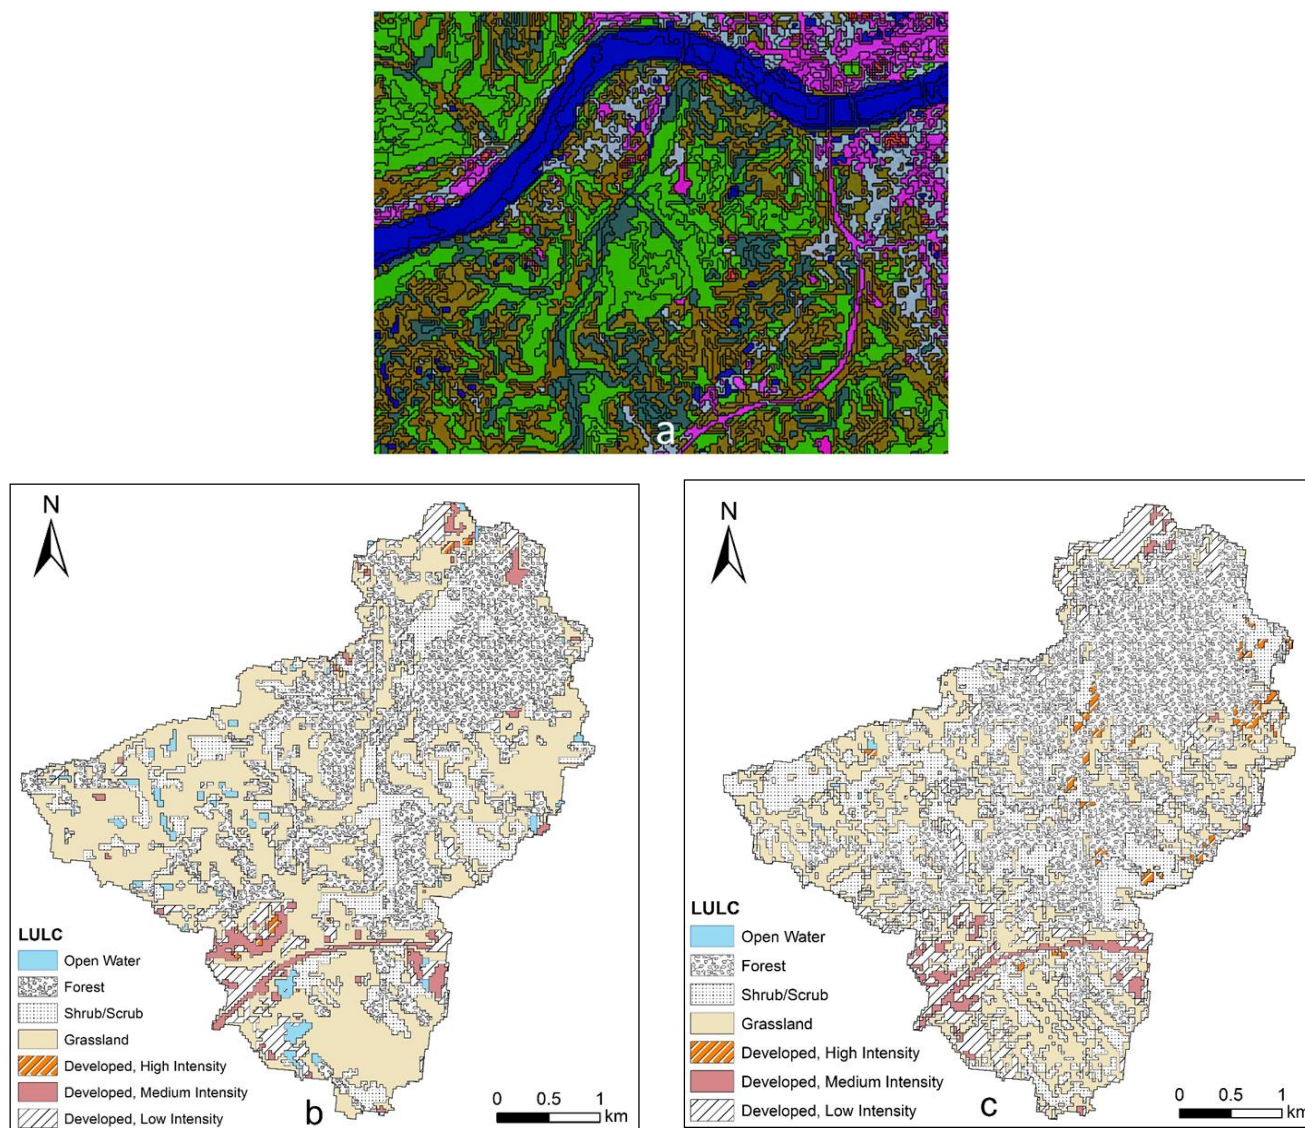 a
N
LULC
Open Water
Forest
Shrub/Scrub
Grassland
Developed, High Intensity
Developed, Medium Intensity
Developed, Low Intensity
b
0 0.5 1
km
N
LULC
Open Water
Forest
Shrub/Scrub
Grassland
Developed, High Intensity
Developed, Medium Intensity
Developed, Low Intensity
c
0 0.5 1
km